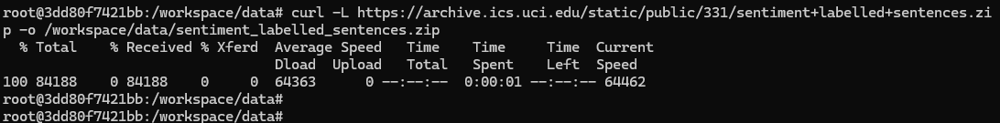 root@3dd80f7421bb:/workspace/data# curl -L https://archive.ics.uci.edu/static/public/331/sentiment+labelled+sentences.zi
p -o /workspace/data/sentiment_labelled_sentences.zip
  % Total    % Received % Xferd  Average Speed   Time    Time     Time  Current
                                 Dload  Upload   Total   Spent    Left  Speed
100 84188    0 84188    0     0  64363      0 --:--:--  0:00:01 --:--:-- 64462
root@3dd80f7421bb:/workspace/data#
root@3dd80f7421bb:/workspace/data#